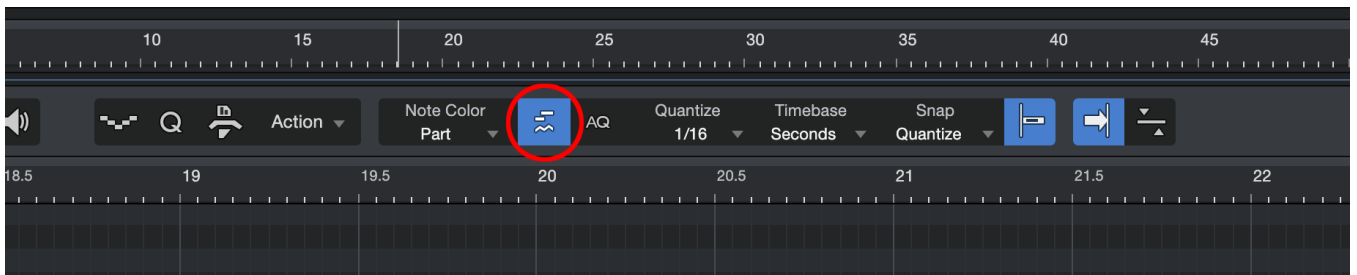 10 15 20 25 30 35 40 45
Note Color Quantize Timebase Snap
Q Action Part AQ 1/16 Seconds Quantize
18.5 19 19.5 20 20.5 21 21.5 22